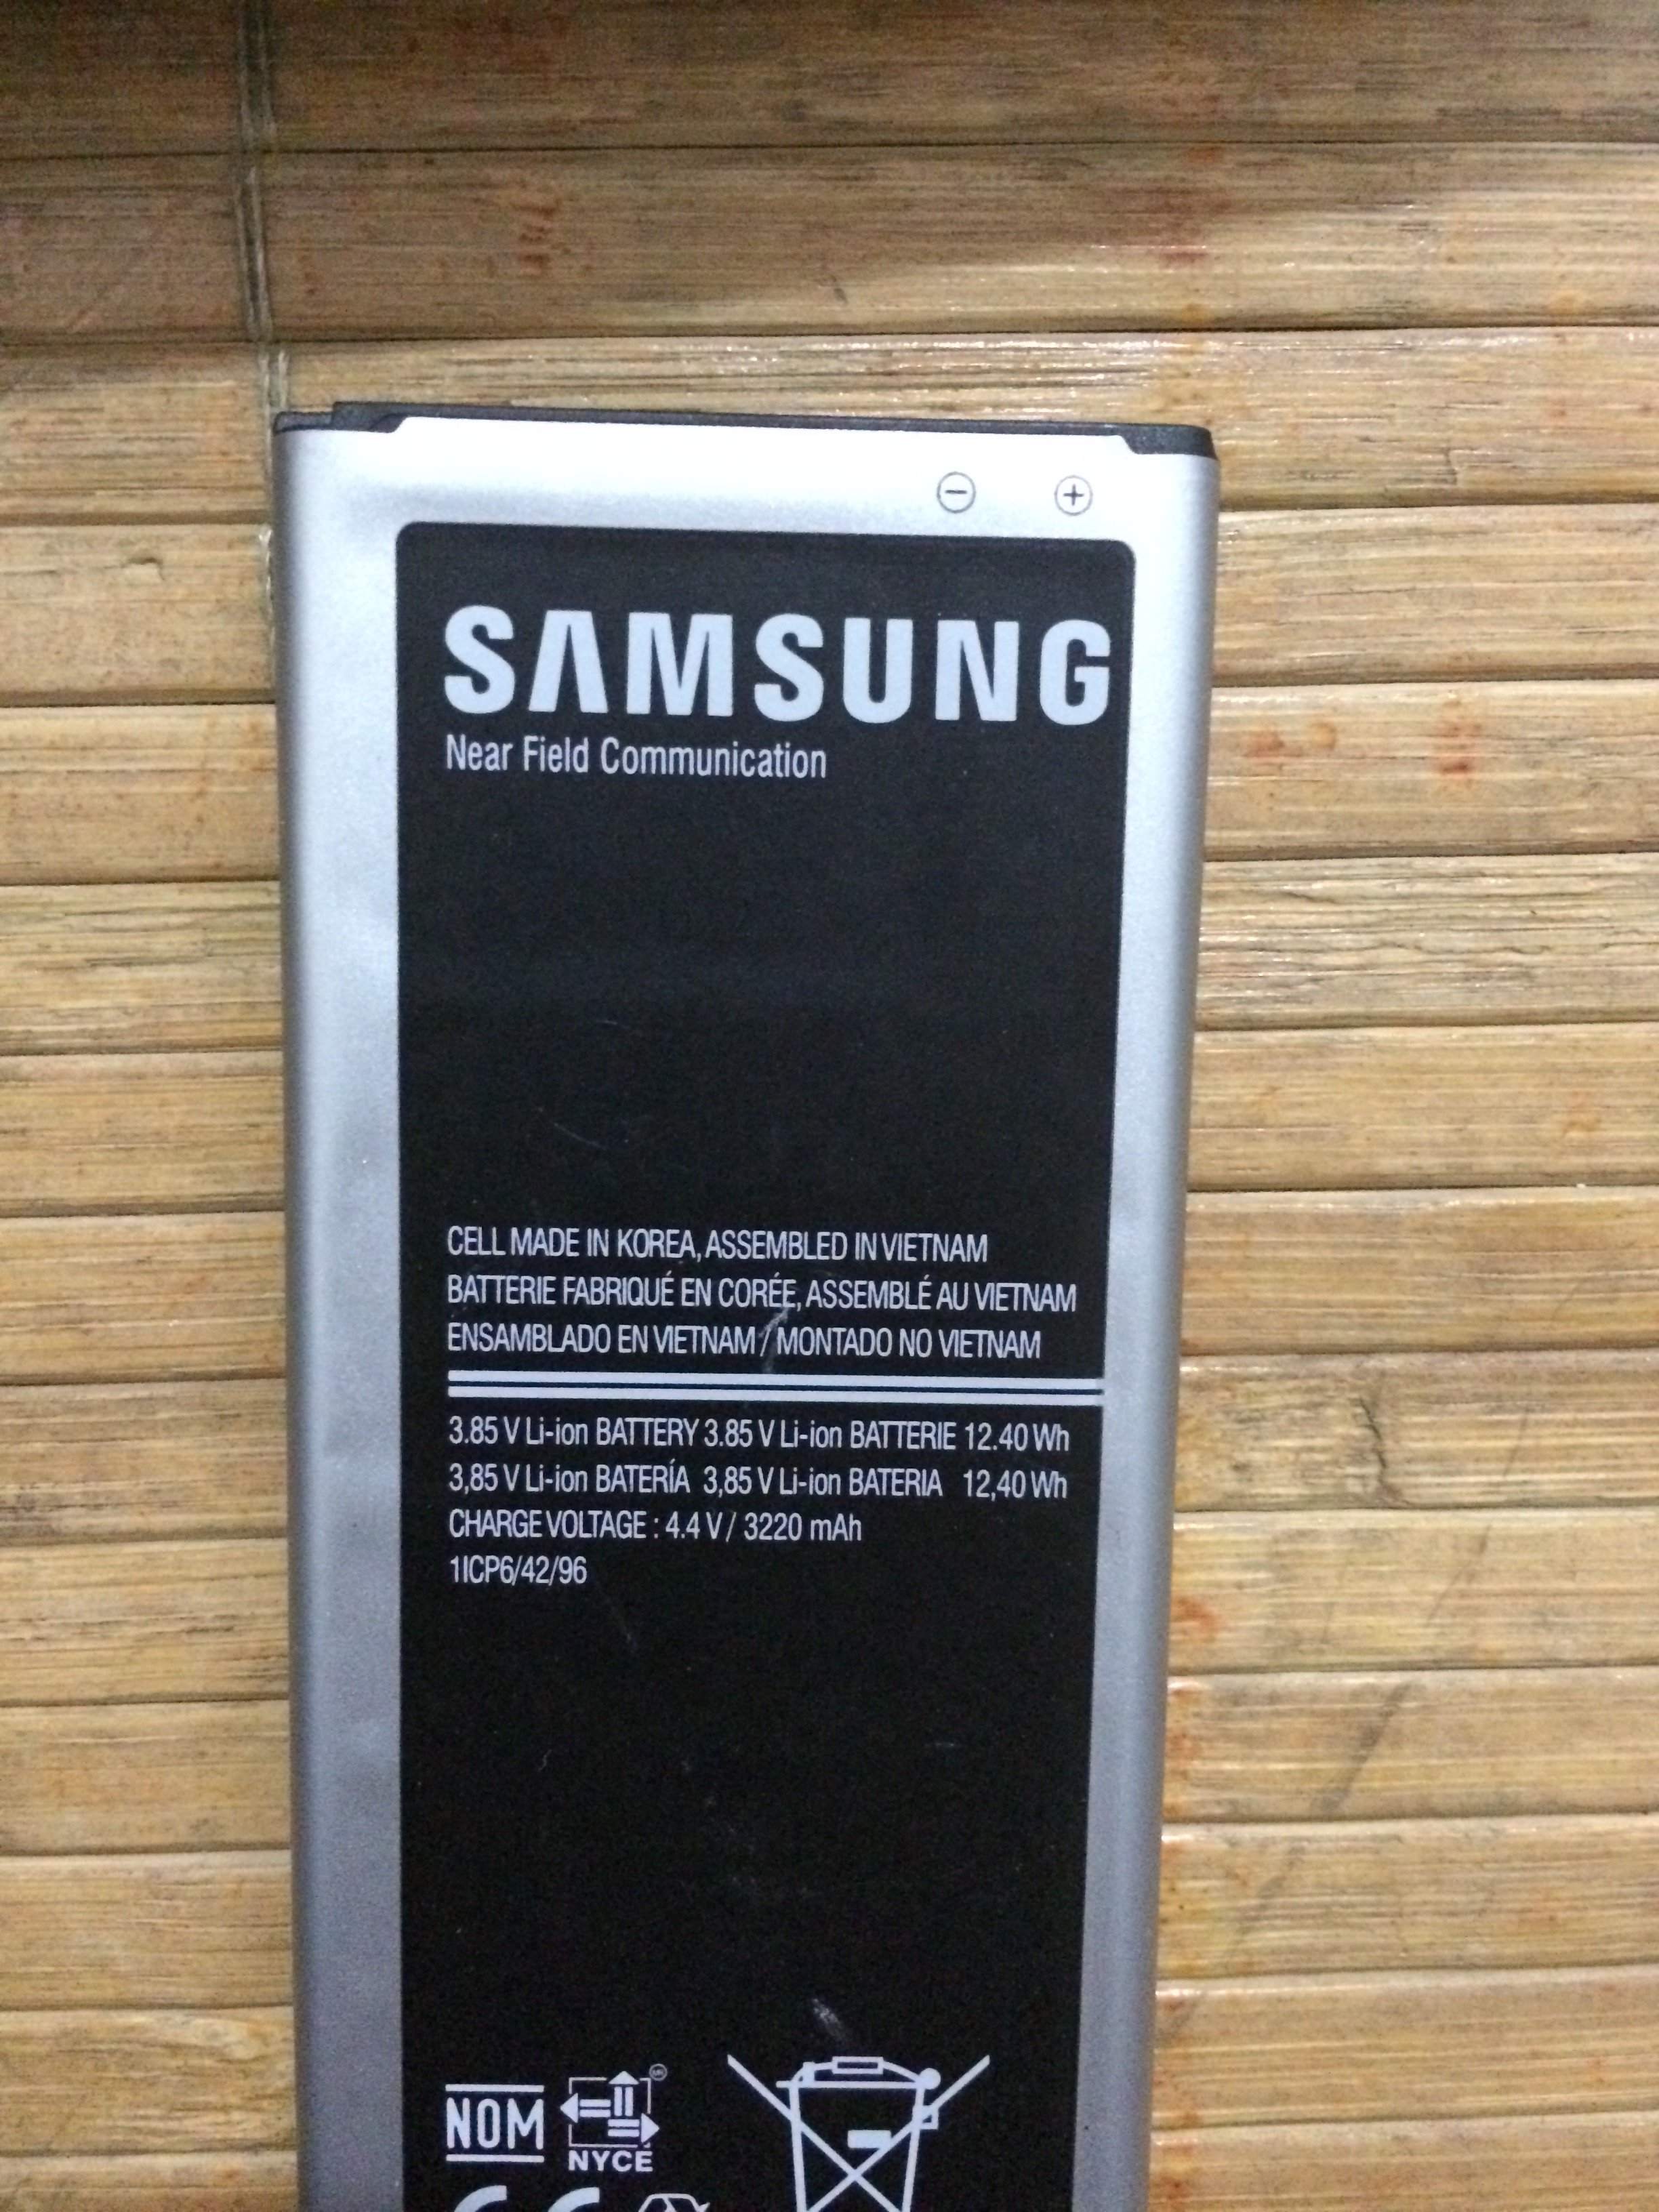 SAMSUNG
Near Field Communication
CELL MADE IN KOREA, ASSEMBLED IN VIETNAM
BATTERIE FABRIQUÉ EN CORÉE, ASSEMBLÉ AU VIETNAM
ENSAMBLADO EN VIETNAM / MONTADO NO VIETNAM
3.85 V Li-ion BATTERY 3.85 V Li-ion BATTERIE 12.40 Wh
3,85 V Li-ion BATERÍA 3,85 V Li-ion BATERIA 12,40 Wh
CHARGE VOLTAGE : 4.4 V / 3220 mAh
1ICP6/42/96
NOM
NYCE